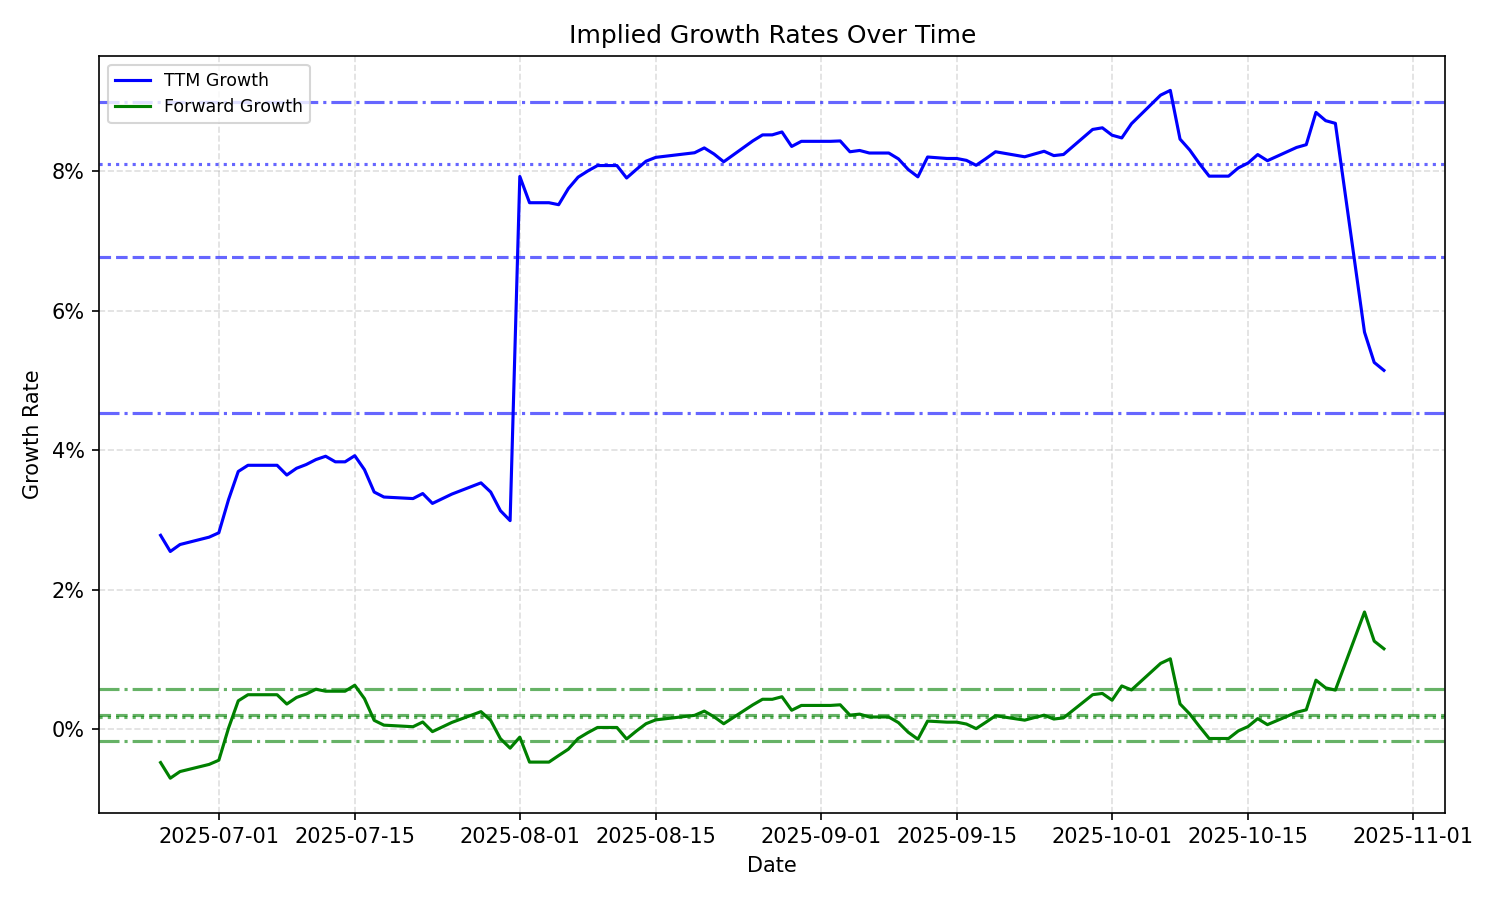 Implied Growth Rates Over Time
TTM Growth
Forward Growth
Growth Rate
8%
6%
4%
2%
0%
2025-07-01 2025-07-15 2025-08-01 2025-08-15 2025-09-01 2025-09-15 2025-10-01 2025-10-15 2025-11-01
Date